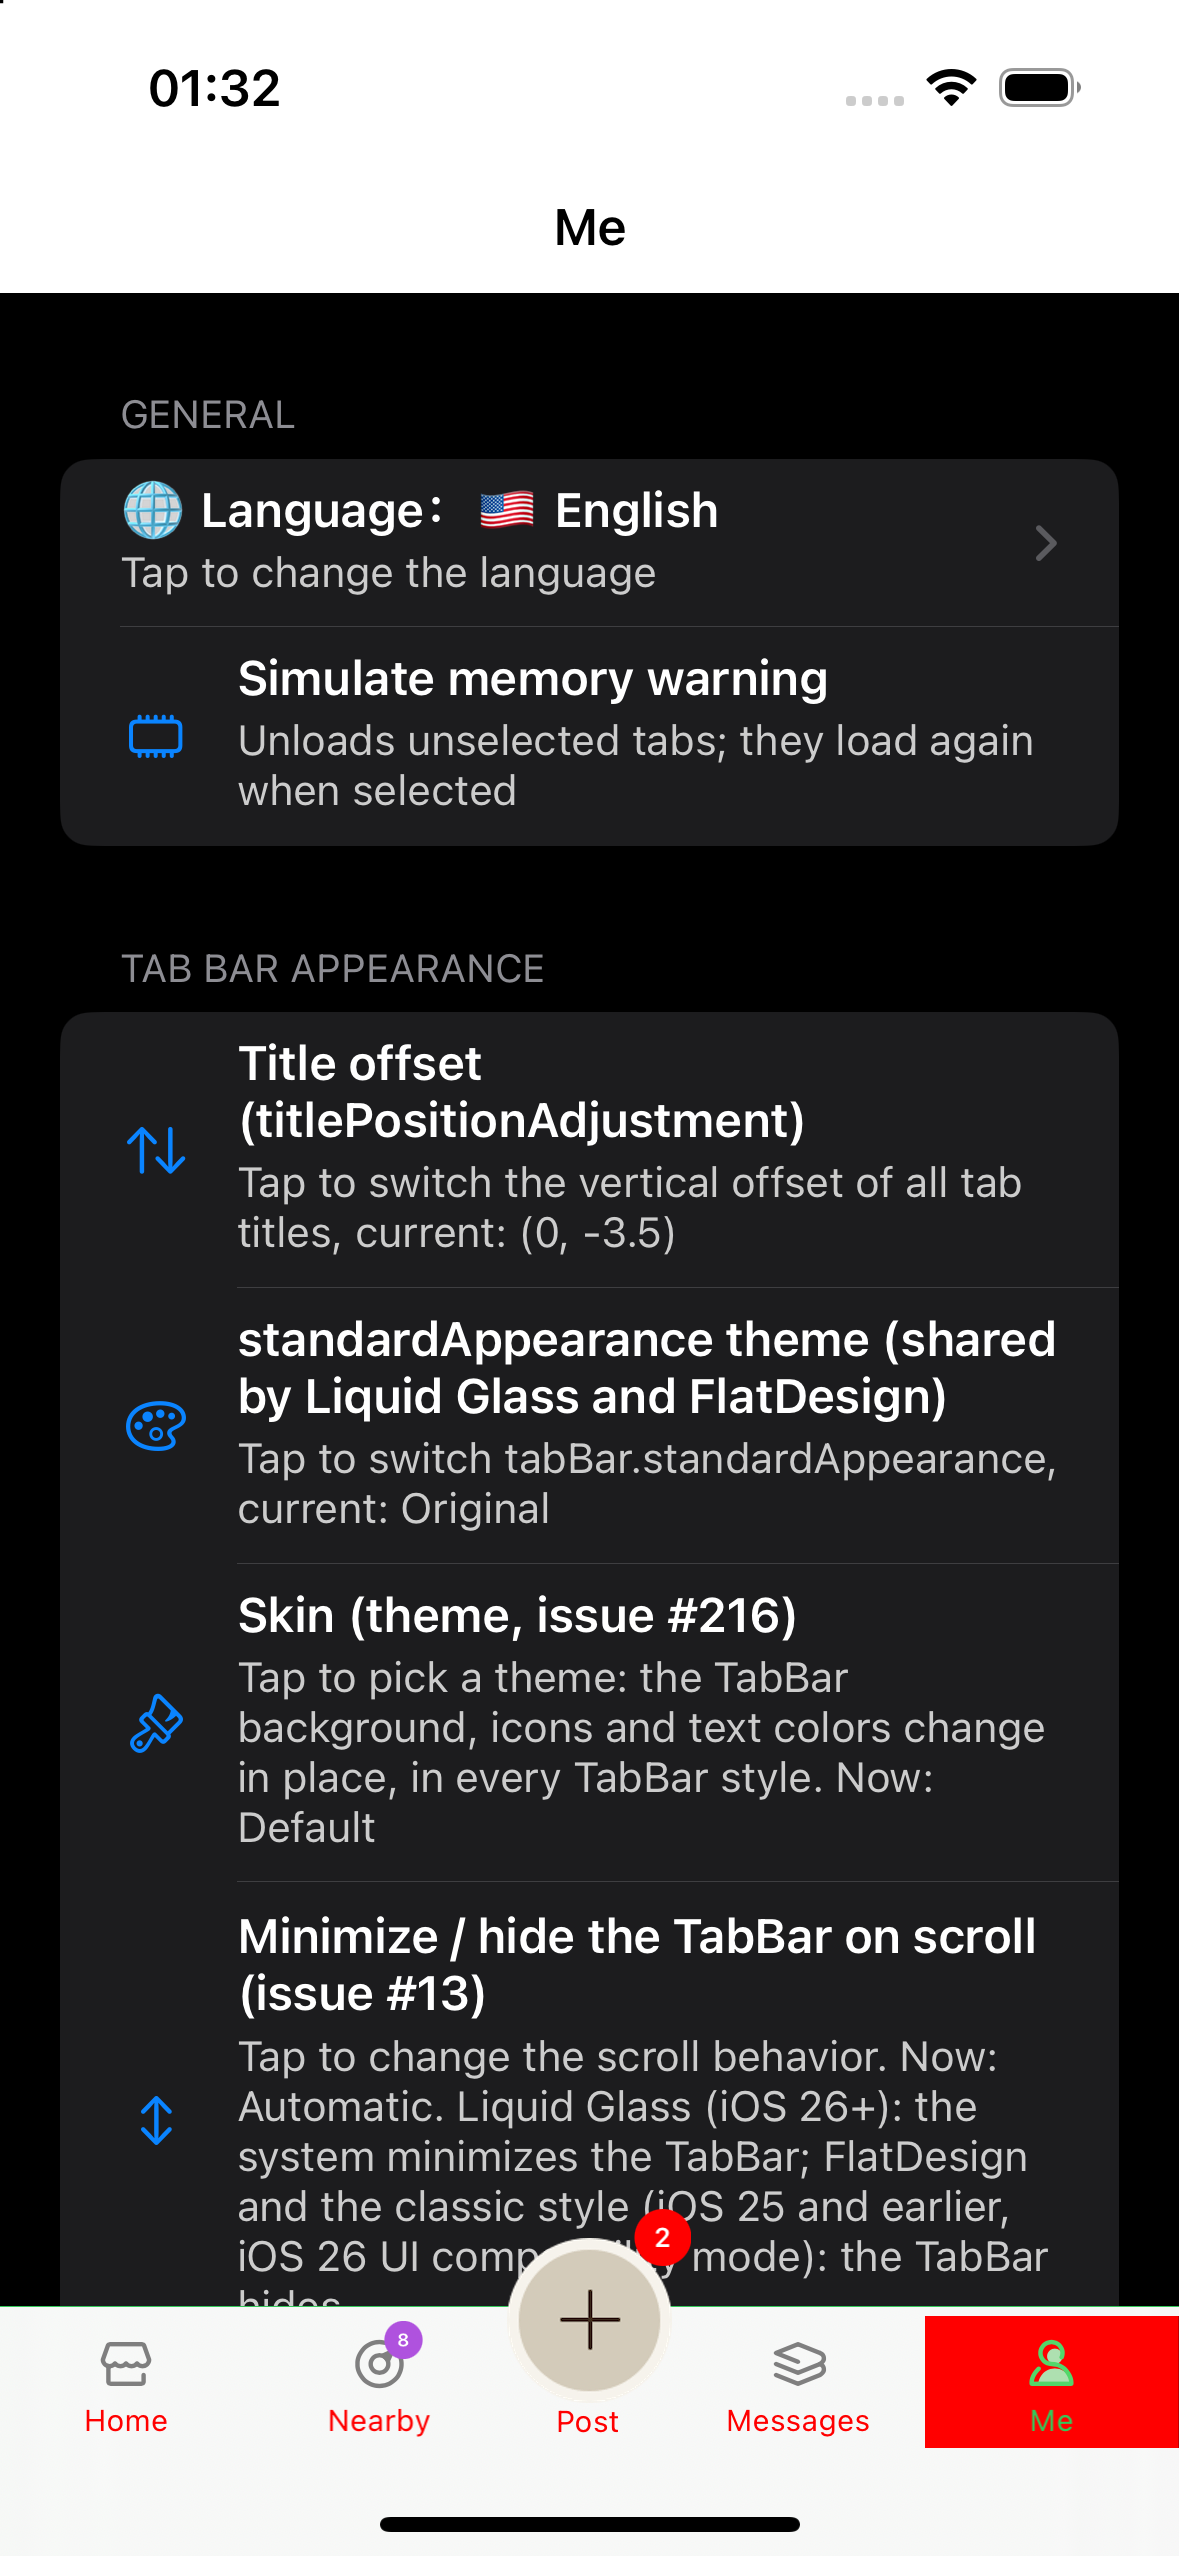 01:32
Me
GENERAL
Language： English
Tap to change the language
Simulate memory warning
Unloads unselected tabs; they load again
when selected
TAB BAR APPEARANCE
Title offset
(titlePositionAdjustment)
Tap to switch the vertical offset of all tab
titles, current: (0, -3.5)
standardAppearance theme (shared
by Liquid Glass and FlatDesign)
Tap to switch tabBar.standardAppearance,
current: Original
Skin (theme, issue #216)
Tap to pick a theme: the TabBar
background, icons and text colors change
in place, in every TabBar style. Now:
Default
Minimize / hide the TabBar on scroll
(issue #13)
Tap to change the scroll behavior. Now:
Automatic. Liquid Glass (iOS 26+): the
system minimizes the TabBar; FlatDesign
and the classic style (iOS 25 and earlier,
iOS 26 UI mode): the TabBar
hides
2
8
Home
Nearby
Post
Messages
Me